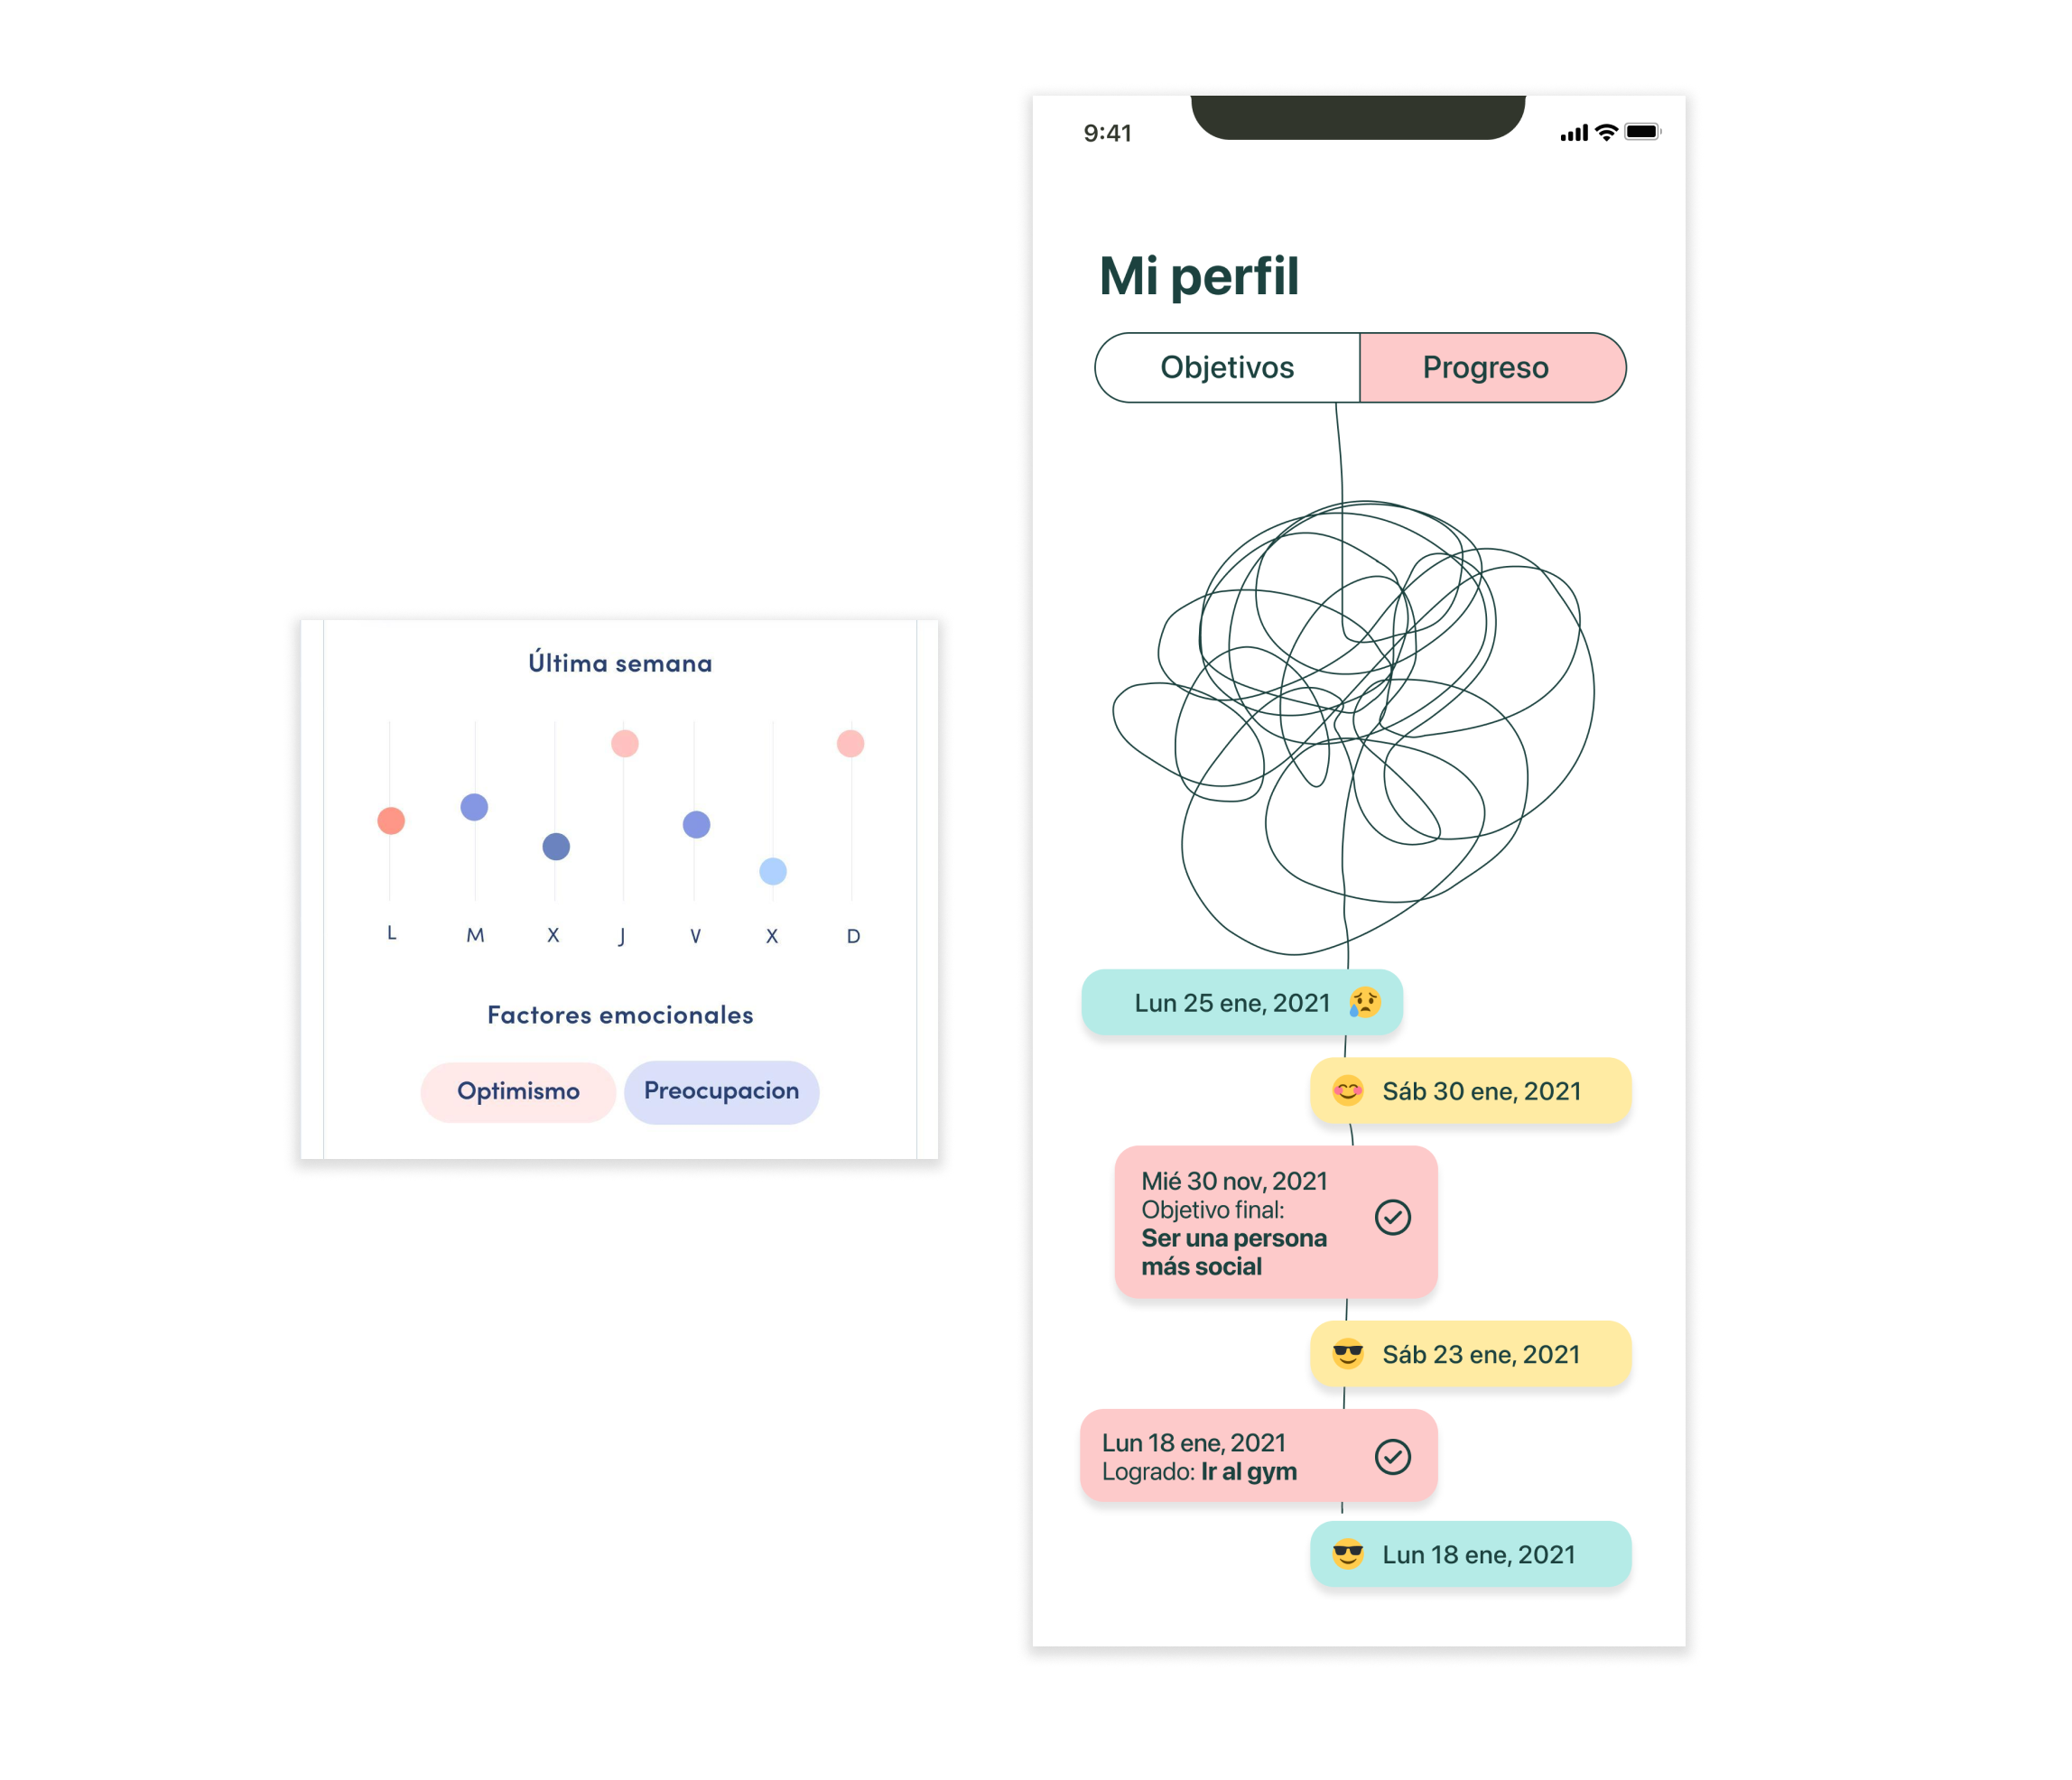 Última semana
L M X J V X D
Factores emocionales
Optimismo Preocupacion
9:41
Mi perfil
Objetivos Progreso
Lun 25 ene, 2021
Sáb 30 ene, 2021
Mié 30 nov, 2021
Objetivo final:
Ser una persona
más social
Sáb 23 ene, 2021
Lun 18 ene, 2021
Logrado: Ir al gym
Lun 18 ene, 2021